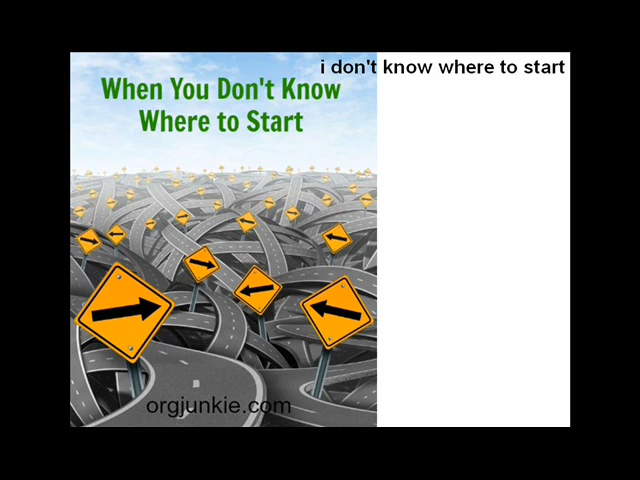 i don't know where to start
When You Don't Know
Where to Start
orgjunkie.com